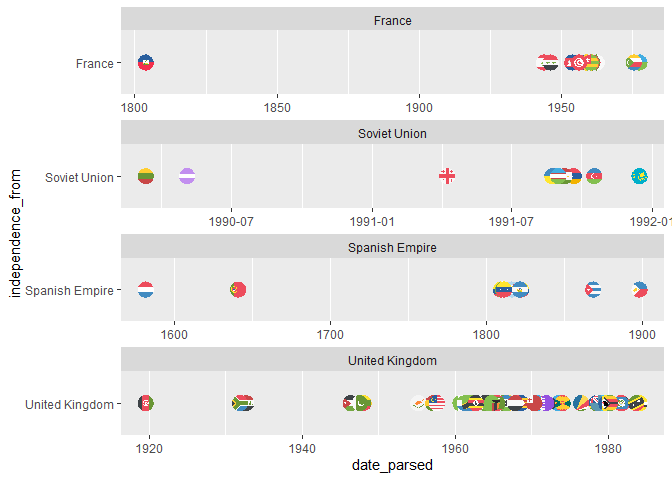 France
France
1800 1850 1900 1950
Soviet Union
Soviet Union
1990-07 1991-01 1991-07 1992-01
Spanish Empire
Spanish Empire
1600 1700 1800 1900
United Kingdom
United Kingdom
1920 1940 1960 1980
date_parsed
independence_from